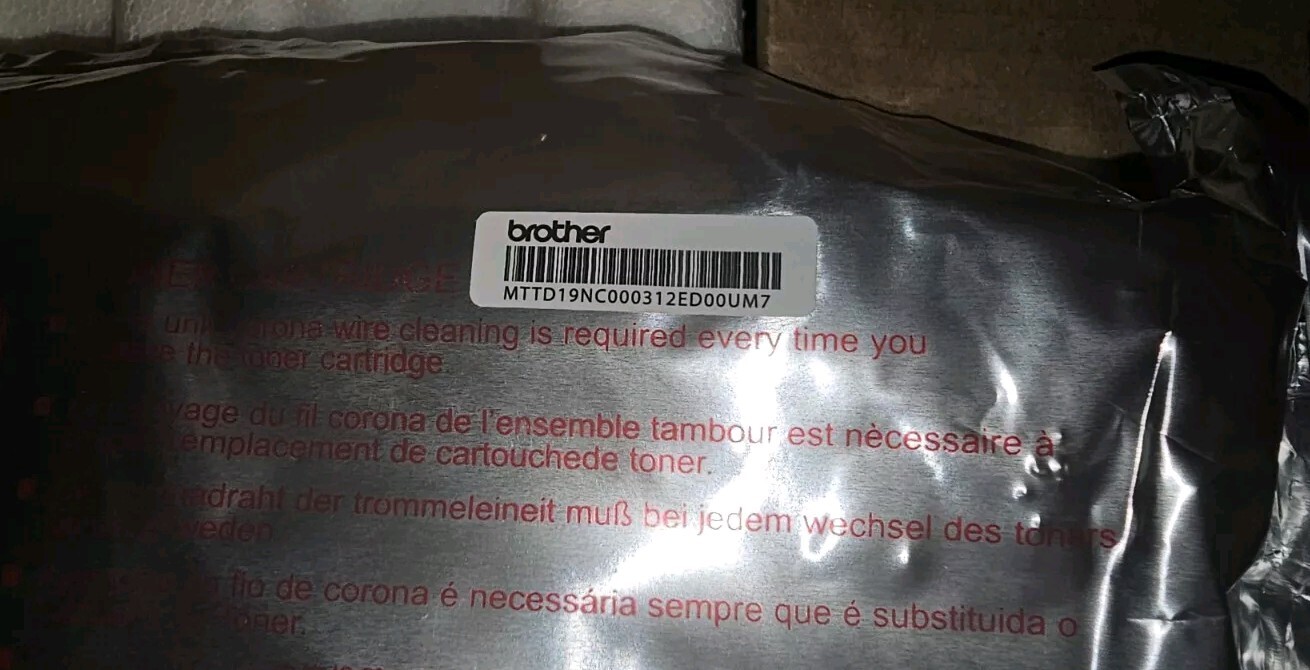 brother
MTTD19NC000312ED00UM7
corona wire cleaning is required every time you
the toner cartridge.
du fil corona de l'ensemble tambour est nècessaire à
emplacement de cartouchede toner.
der trommeleineit muß bei jedem wechsel des toners
fio de corona é necessária sempre que é substituida o
toner.